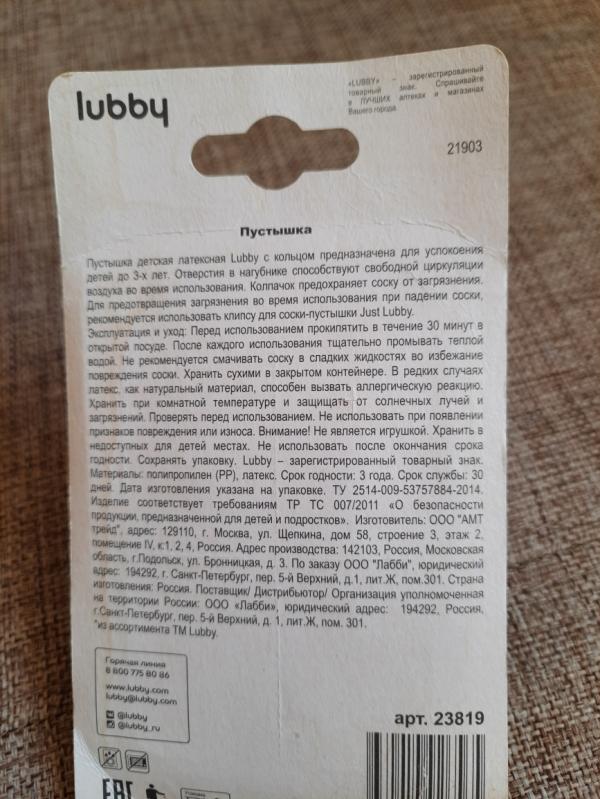 lubby
«LUBBY» – зарегистрированный
товарный знак. Спрашивайте
в ЛУЧШИХ аптеках и магазинах
Вашего города.
21903
Пустышка
Пустышка детская латексная Lubby с кольцом предназначена для успокоения
детей до 3-х лет. Отверстия в нагубнике способствуют свободной циркуляции
воздуха во время использования. Колпачок предохраняет соску от загрязнения.
Для предотвращения загрязнения во время использования при падении соски,
рекомендуется использовать клипсу для соски-пустышки Just Lubby.
Эксплуатация и уход: Перед использованием прокипятить в течение 30 минут в
открытой посуде. После каждого использования тщательно промывать теплой
водой. Не рекомендуется смачивать соску в сладких жидкостях во избежание
повреждения соски. Хранить сухими в закрытом контейнере. В редких случаях
латекс, как натуральный материал, способен вызвать аллергическую реакцию.
Хранить при комнатной температуре и защищать от солнечных лучей и
загрязнений. Проверять перед использованием. Не использовать при появлении
признаков повреждения или износа. Внимание! Не является игрушкой. Хранить в
недоступных для детей местах. Не использовать после окончания срока
годности. Сохранять упаковку. Lubby – зарегистрированный товарный знак.
Материалы: полипропилен (PP), латекс. Срок годности: 3 года. Срок службы: 30
дней. Дата изготовления указана на упаковке. ТУ 2514-009-53757884-2014.
Изделие соответствует требованиям ТР ТС 007/2011 «О безопасности
продукции, предназначенной для детей и подростков». Изготовитель: ООО "АМТ
трейд", адрес: 129110, г. Москва, ул. Щепкина, дом 58, строение 3, этаж 2,
помещение IV, к.1, 2, 4, Россия. Адрес производства: 142103, Россия, Московская
область, г.Подольск, ул. Бронницкая, д. 3. По заказу ООО "Лабби", юридический
адрес: 194292, г. Санкт-Петербург, пер. 5-й Верхний, д.1, лит.Ж, пом.301. Страна
изготовления: Россия. Поставщик/ Дистрибьютор/ Организация уполномоченная
на территории России: ООО «Лабби», юридический адрес: 194292, Россия,
г.Санкт-Петербург, пер. 5-й Верхний, д. 1, лит.Ж, пом. 301.
*из ассортимента ТМ Lubby.
Горячая линия
8 800 775 80 86
www.lubby.com
lubby@lubby.com
@lubby
@lubby_ru
арт. 23819
EAC